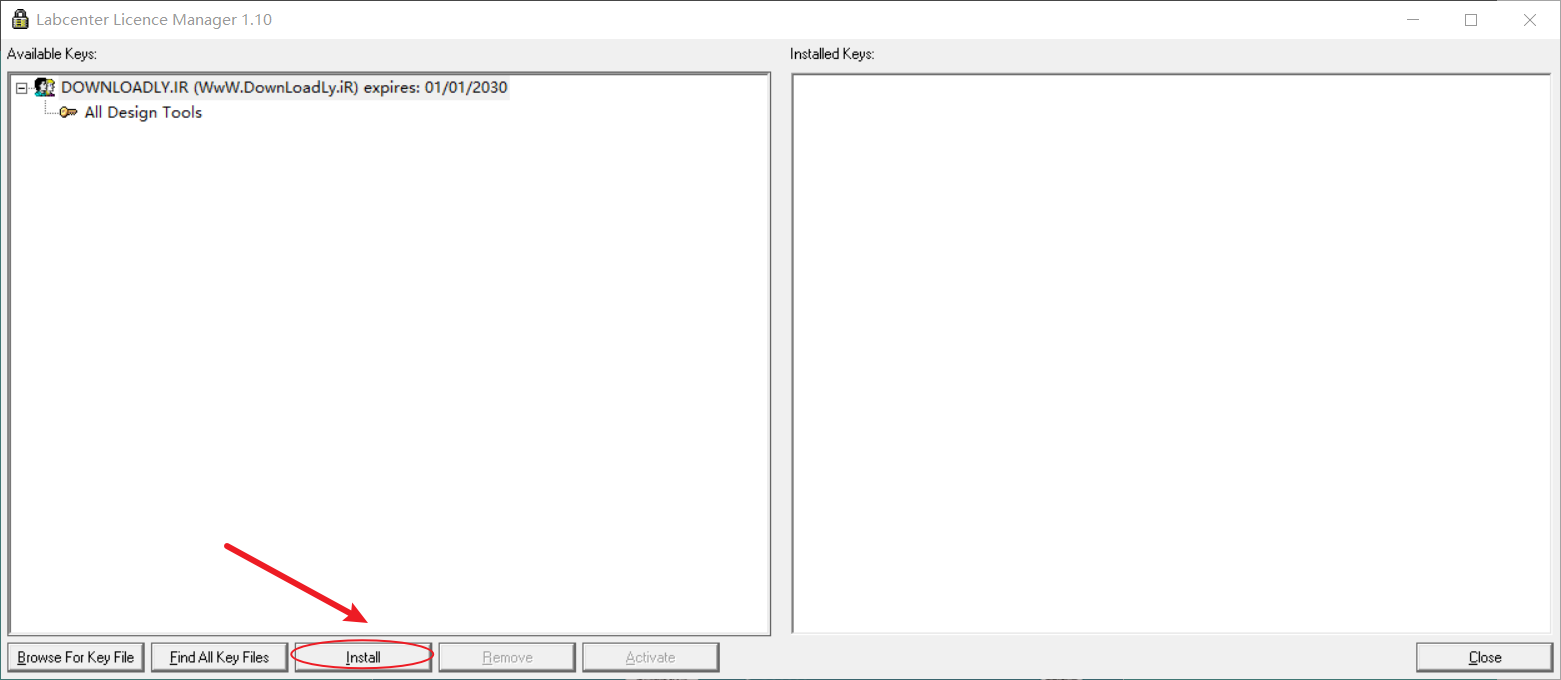 Labcenter Licence Manager 1.10
Available Keys:
Installed Keys:
DOWNLOADLY.IR (WwW.DownLoadLy.iR) expires: 01/01/2030
All Design Tools
Browse For Key File
Find All Key Files
Install
Remove
Activate
Close